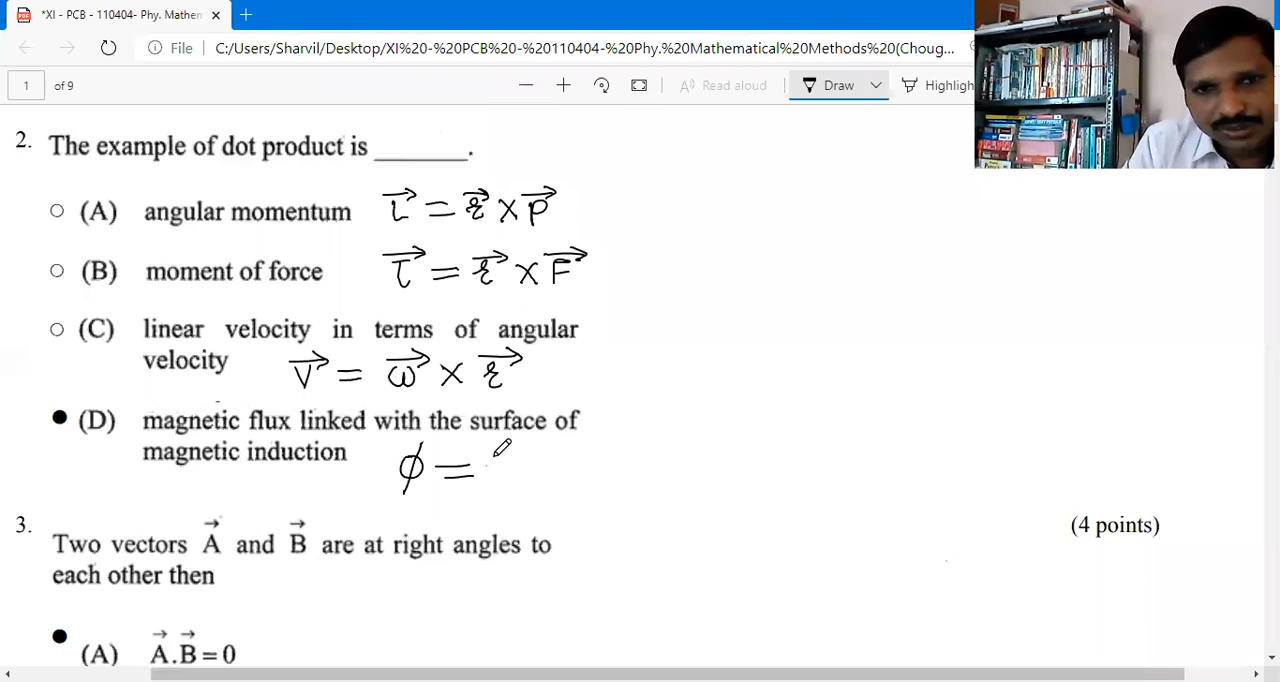 *XI - PCB - 110404- Phy. Mathen
File C:/Users/Sharvil/Desktop/XI%20-%20PCB%20-%20110404-%20Phy.%20Mathematical%20Methods%20(Choug...
1 of 9 Read aloud Draw Highligh
2. The example of dot product is _______.
(A) angular momentum L⃗ = r⃗ × P⃗
(B) moment of force τ⃗ = r⃗ × F⃗
(C) linear velocity in terms of angular
velocity V⃗ = ω⃗ × r⃗
(D) magnetic flux linked with the surface of
magnetic induction ϕ =
3. (4 points)
Two vectors A⃗ and B⃗ are at right angles to
each other then
(A) A⃗.B⃗ = 0